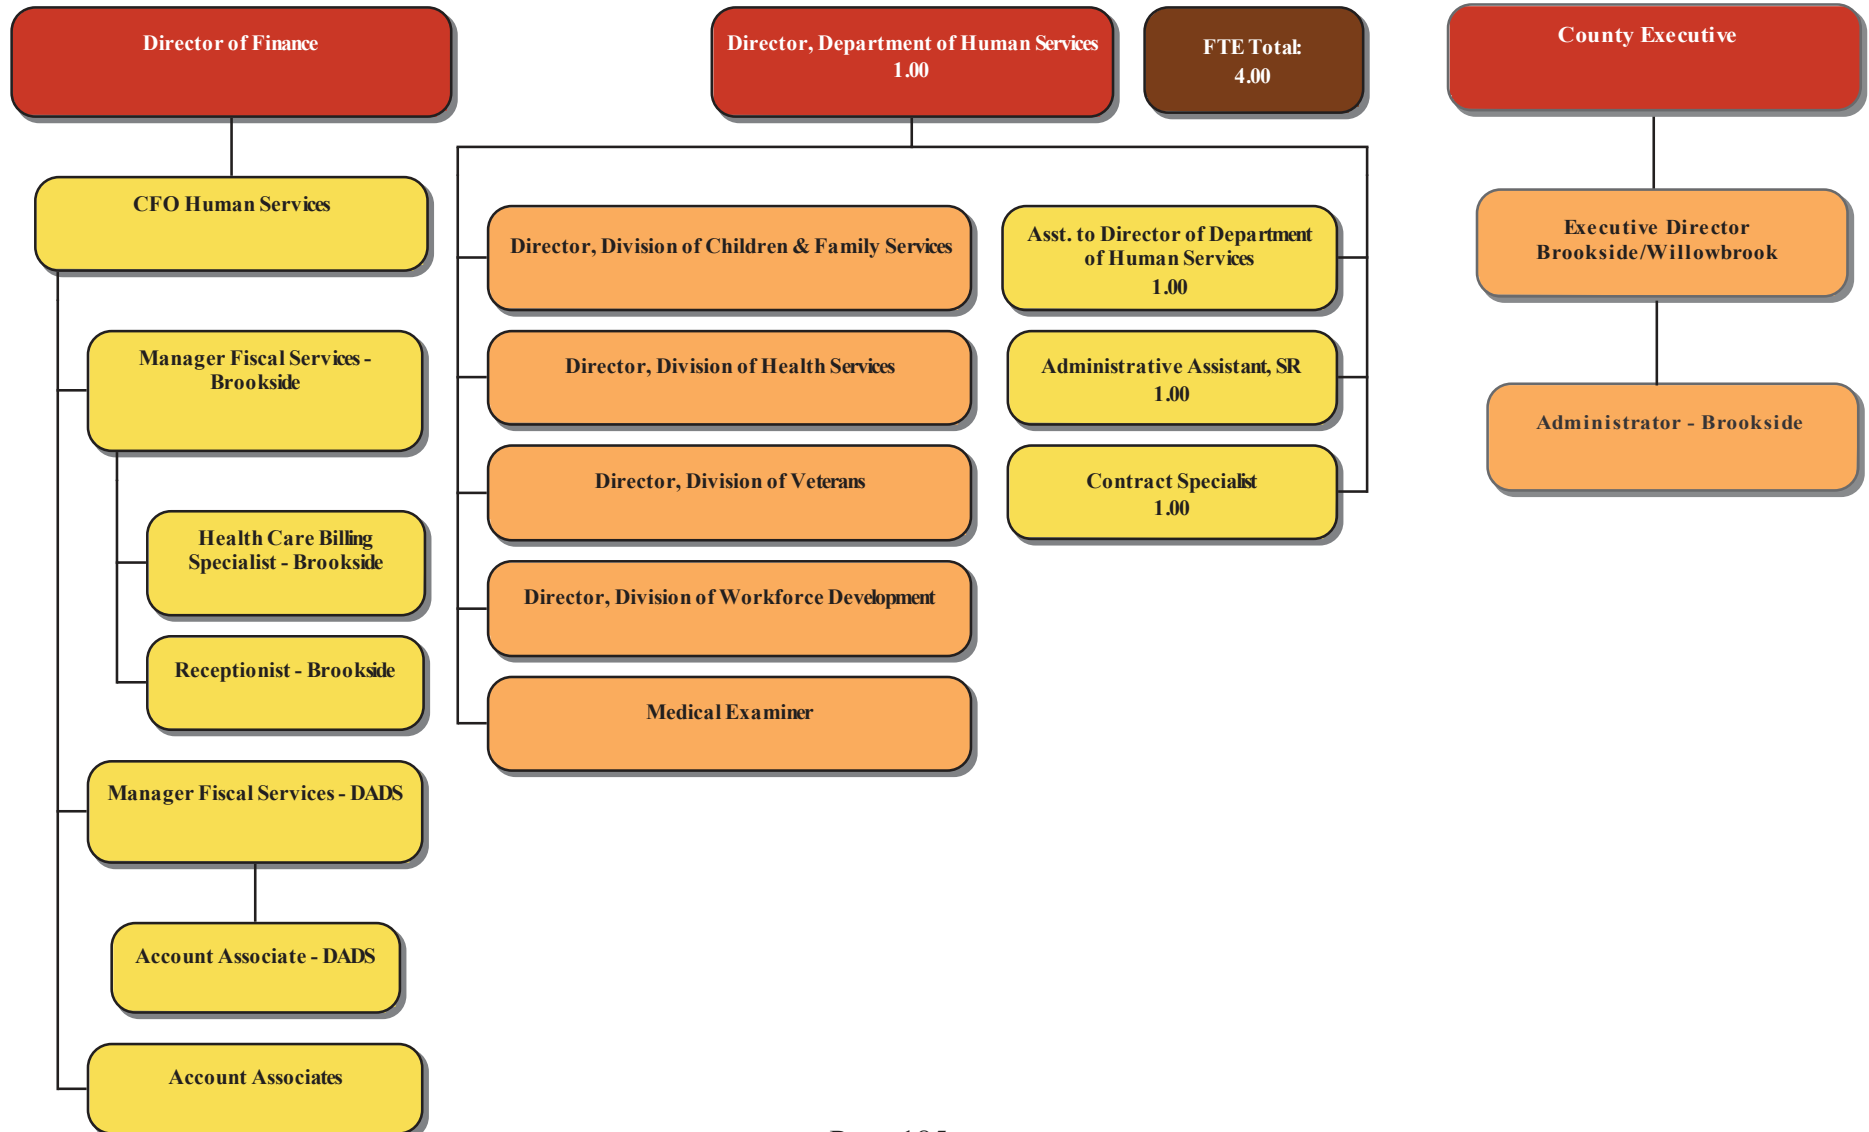 Director of Finance
Director, Department of Human Services
1.00
FTE Total:
4.00
County Executive
CFO Human Services
Manager Fiscal Services -
Brookside
Health Care Billing
Specialist - Brookside
Receptionist - Brookside
Manager Fiscal Services - DADS
Account Associate - DADS
Account Associates
Director, Division of Children & Family Services
Director, Division of Health Services
Director, Division of Veterans
Director, Division of Workforce Development
Medical Examiner
Asst. to Director of Department
of Human Services
1.00
Administrative Assistant, SR
1.00
Contract Specialist
1.00
Executive Director
Brookside/Willowbrook
Administrator - Brookside